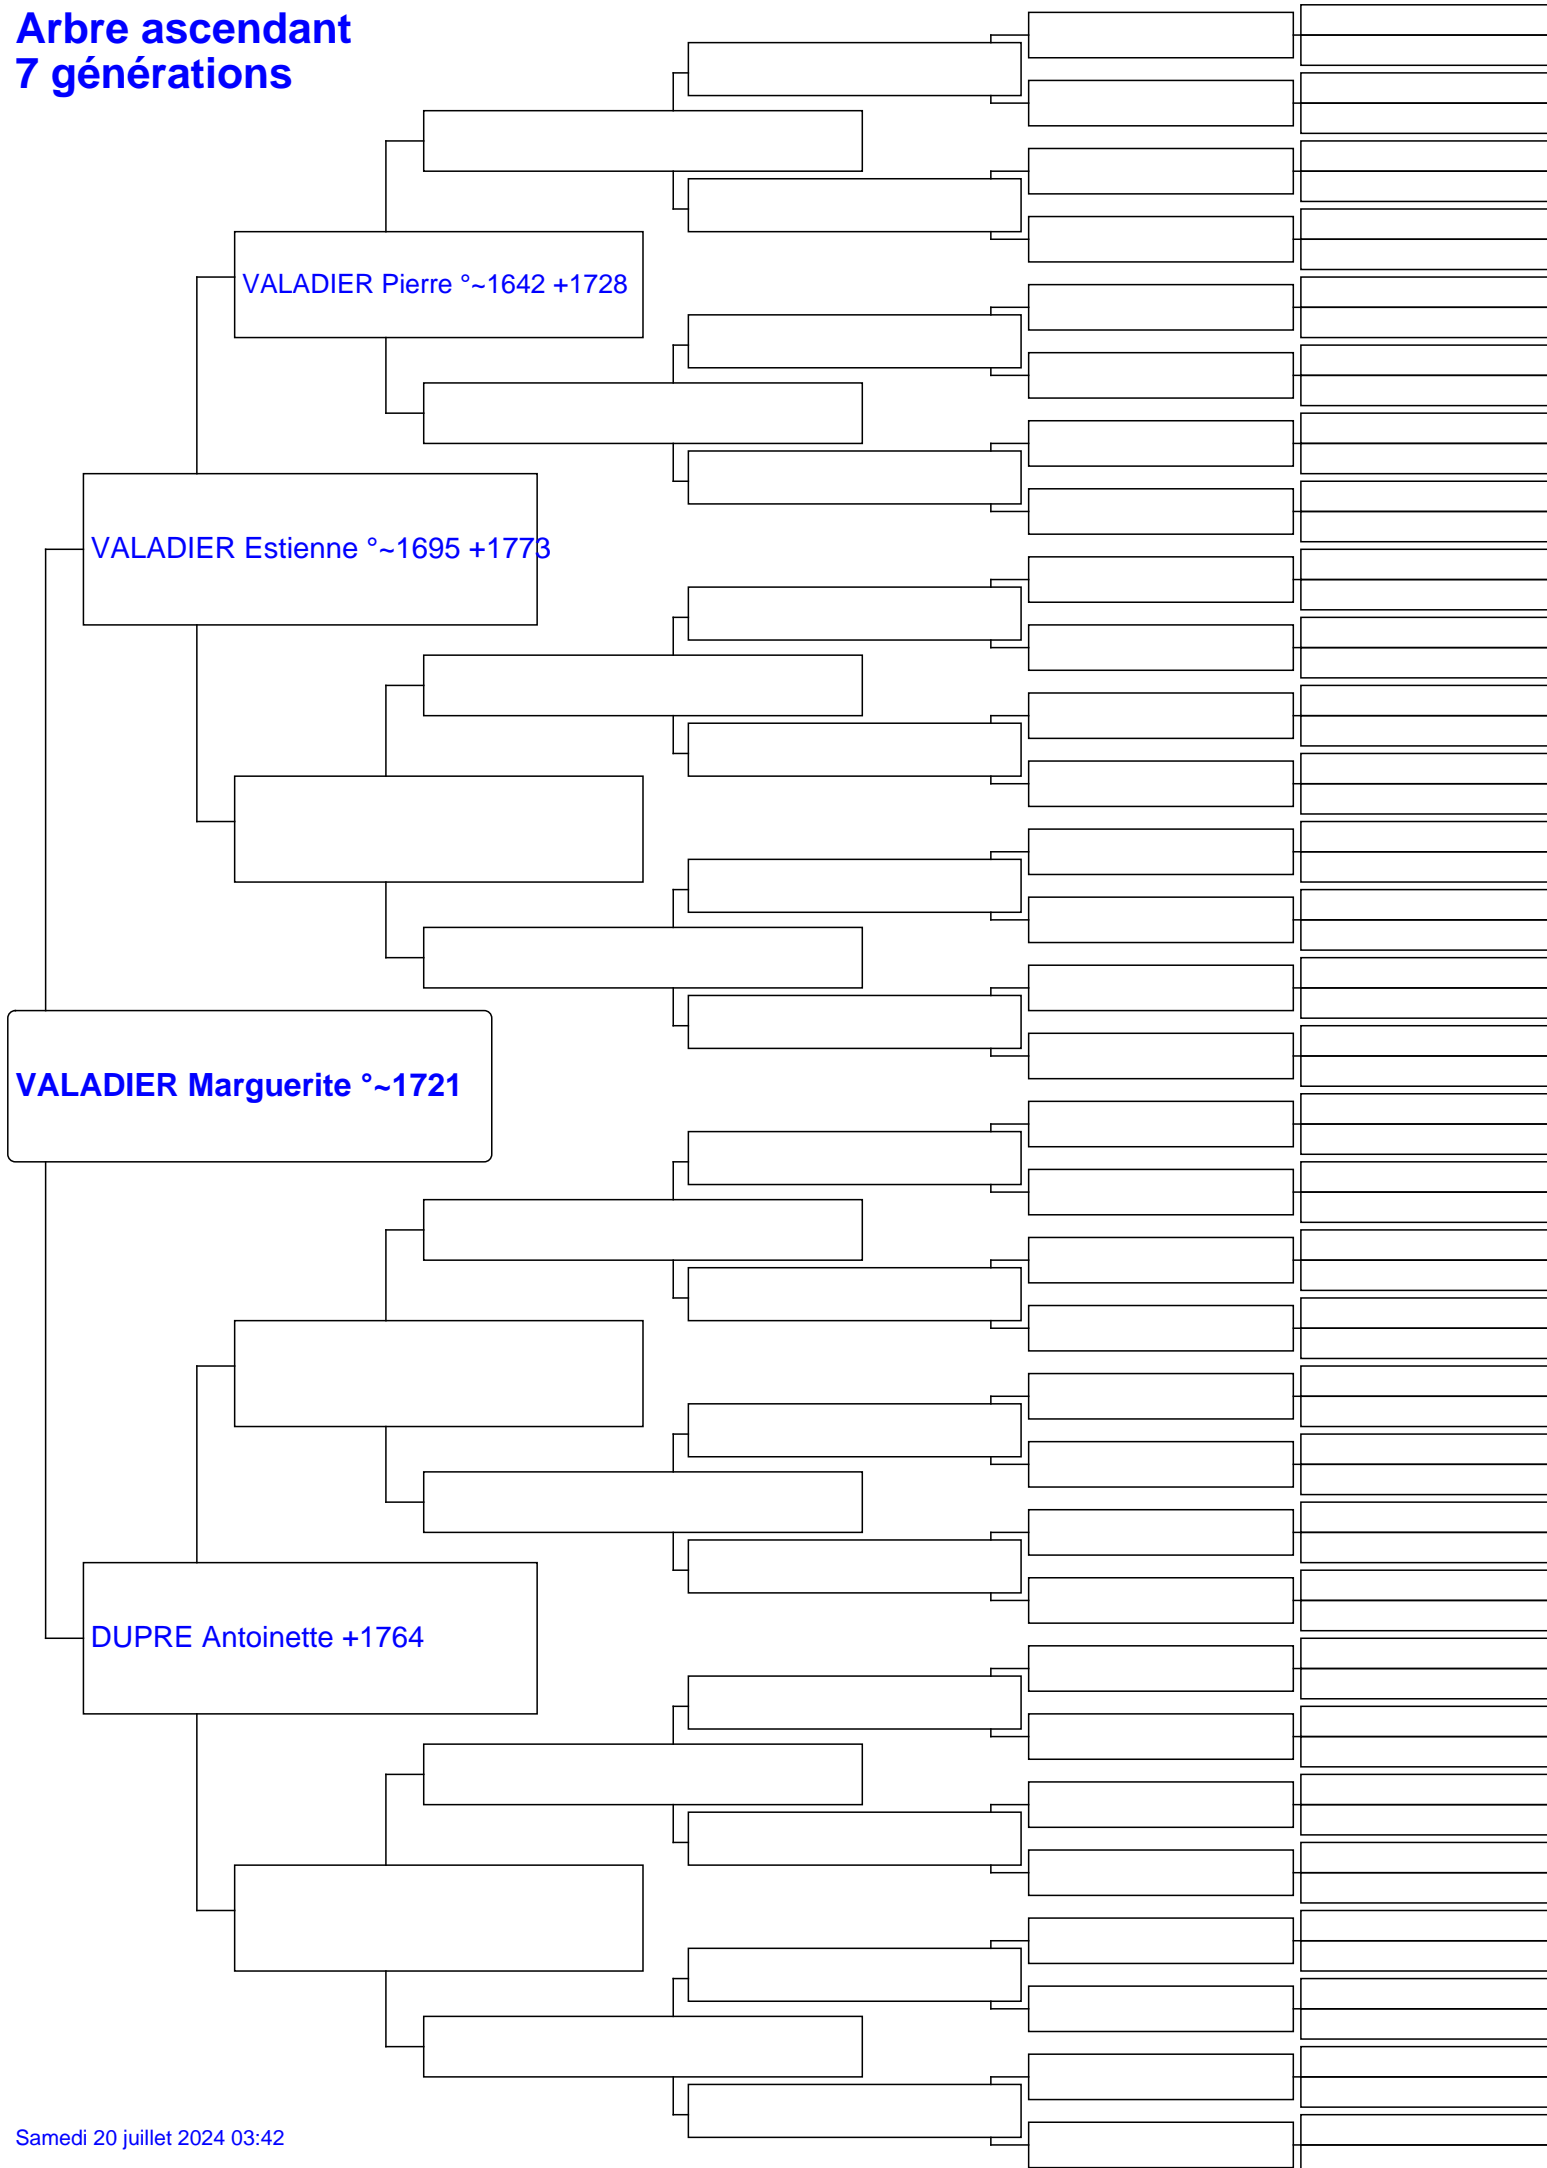 Arbre ascendant
7 générations
VALADIER Pierre °~1642 +1728
VALADIER Estienne °~1695 +1773
VALADIER Marguerite °~1721
DUPRE Antoinette +1764
Samedi 20 juillet 2024 03:42